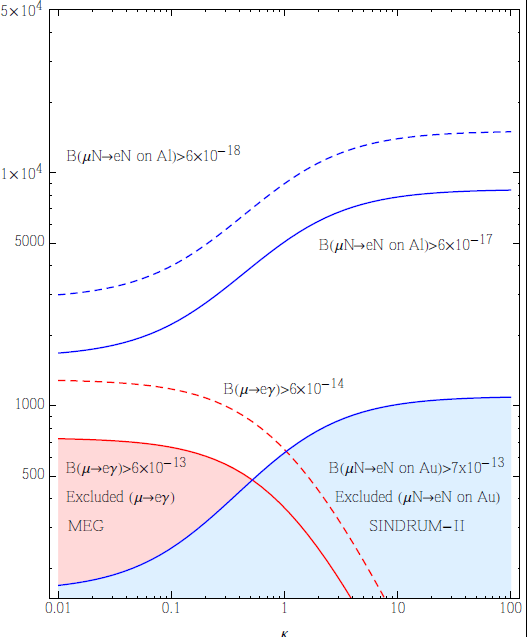 5×10⁴
B(μN→eN on Al)>6×10⁻¹⁸
1×10⁴
5000
B(μN→eN on Al)>6×10⁻¹⁷
B(μ→eγ)>6×10⁻¹⁴
1000
B(μ→eγ)>6×10⁻¹³
B(μN→eN on Au)>7x10⁻¹³
500
Excluded (μ→eγ)
Excluded (μN→eN on Au)
MEG
SINDRUM−II
0.01 0.1 1 10 100
κ